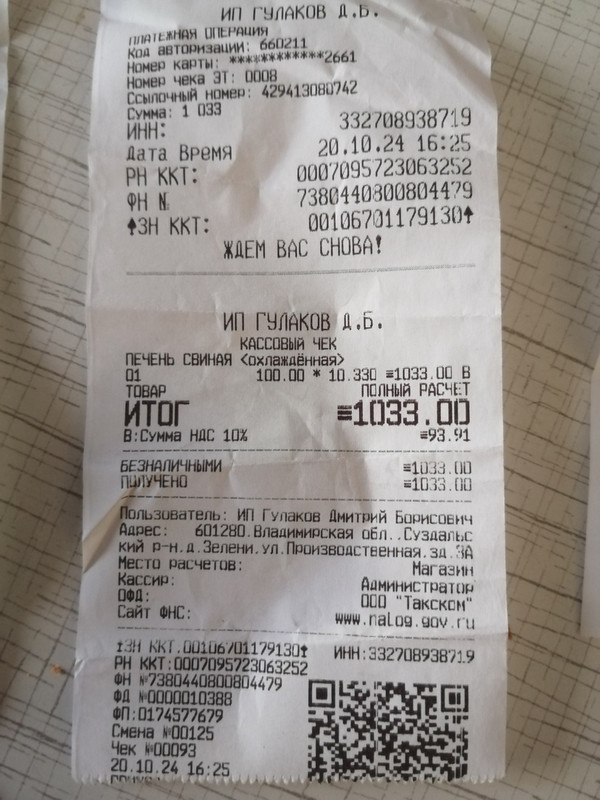 ИП ГУЛАКОВ Д.Б.
ПЛАТЕЖНАЯ ОПЕРАЦИЯ
Код авторизации: 660211
Номер карты: ************2661
Номер чека ЭТ: 0008
Ссылочный номер: 429413080742
Сумма: 1 033
ИНН: 332708938719
Дата Время 20.10.24 16:25
РН ККТ: 0007095723063252
ФН № 7380440800804479
↑ЗН ККТ: 00106701179130↑
ЖДЕМ ВАС СНОВА!
ИП ГУЛАКОВ Д.Б.
КАССОВЫЙ ЧЕК
ПЕЧЕНЬ СВИНАЯ <охлаждённая>
01 100.00 * 10.330 ≡1033.00 В
ТОВАР ПОЛНЫЙ РАСЧЕТ
ИТОГ ≡1033.00
В:Сумма НДС 10% ≡93.91
БЕЗНАЛИЧНЫМИ ≡1033.00
ПОЛУЧЕНО ≡1033.00
Пользователь: ИП Гулаков Дмитрий Борисович
Адрес: 601280.Владимирская обл..Суздальс
кий р-н.д.Зелени.ул.Производственная.зд.3А
Место расчетов: Магазин
Кассир: Администратор
ОФД: ООО "Такском"
Сайт ФНС: www.nalog.gov.ru
↑ЗН ККТ.00106701179130↑ ИНН:332708938719
РН ККТ:0007095723063252
ФН №7380440800804479
ФД №0000010388
ФП:0174577679
Смена №00125
Чек №00093
20.10.24 16:25